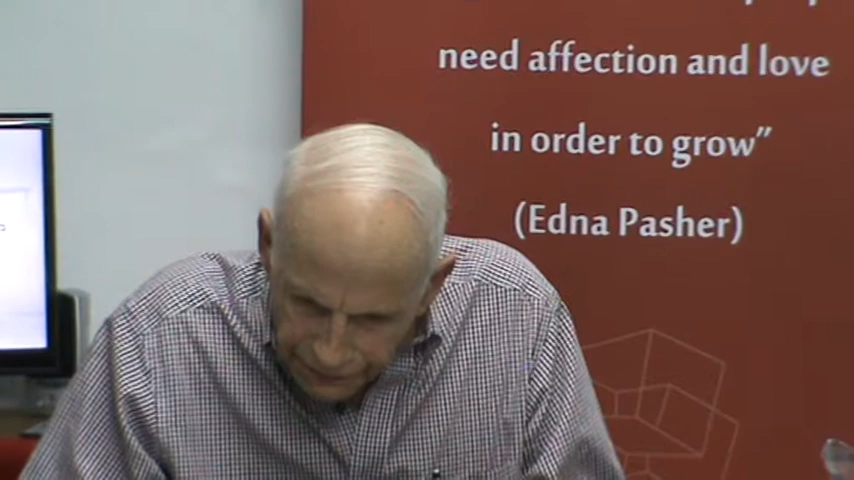 need affection and love
in order to grow”
(Edna Pasher)